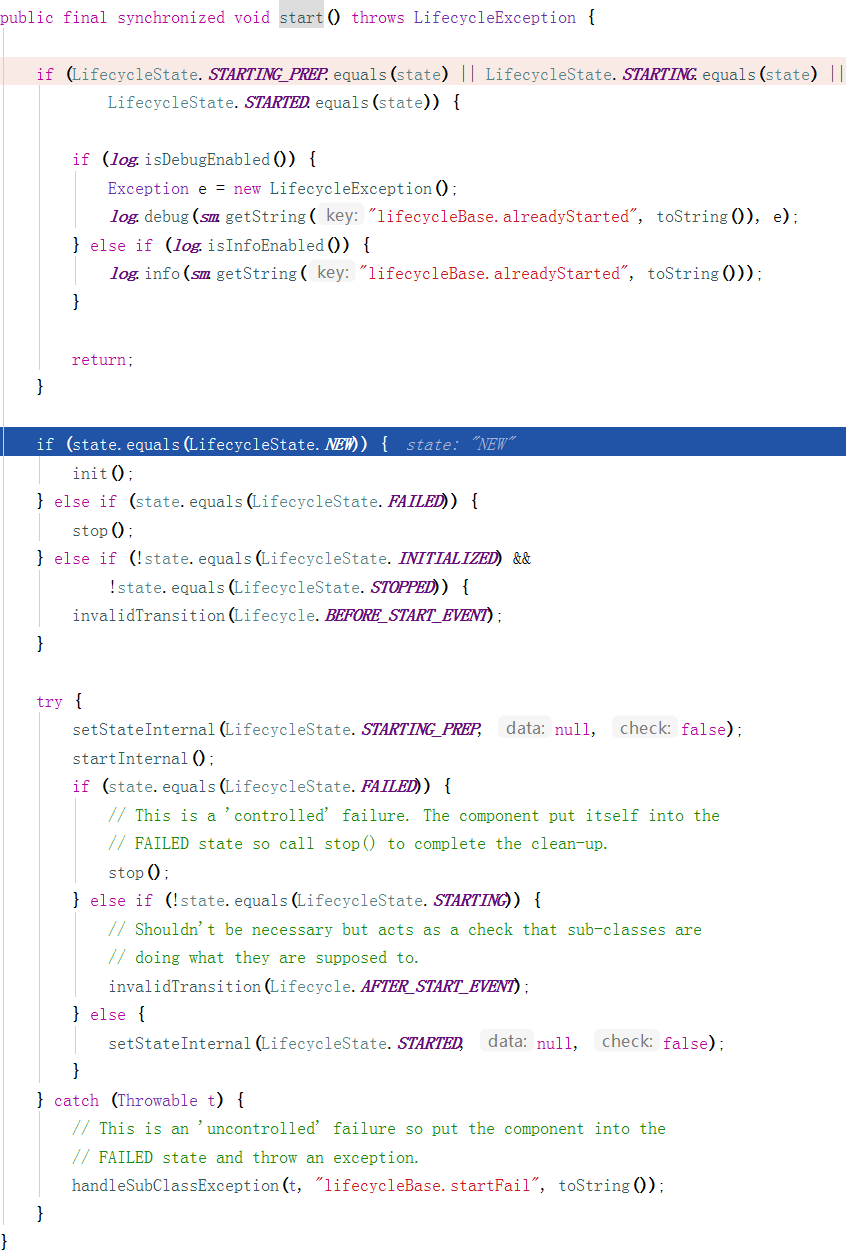 public final synchronized void start() throws LifecycleException {
if (LifecycleState.STARTING_PREP.equals(state) || LifecycleState.STARTING.equals(state) ||
LifecycleState.STARTED.equals(state)) {
if (log.isDebugEnabled()) {
Exception e = new LifecycleException();
log.debug(sm.getString( key: "lifecycleBase.alreadyStarted", toString()), e);
} else if (log.isInfoEnabled()) {
log.info(sm.getString( key: "lifecycleBase.alreadyStarted", toString()));
}
return;
}
if (state.equals(LifecycleState.NEW)) { state: "NEW"
init();
} else if (state.equals(LifecycleState.FAILED)) {
stop();
} else if (!state.equals(LifecycleState.INITIALIZED) &&
!state.equals(LifecycleState.STOPPED)) {
invalidTransition(Lifecycle.BEFORE_START_EVENT);
}
try {
setStateInternal(LifecycleState.STARTING_PREP, data: null, check: false);
startInternal();
if (state.equals(LifecycleState.FAILED)) {
// This is a 'controlled' failure. The component put itself into the
// FAILED state so call stop() to complete the clean-up.
stop();
} else if (!state.equals(LifecycleState.STARTING)) {
// Shouldn't be necessary but acts as a check that sub-classes are
// doing what they are supposed to.
invalidTransition(Lifecycle.AFTER_START_EVENT);
} else {
setStateInternal(LifecycleState.STARTED, data: null, check: false);
}
} catch (Throwable t) {
// This is an 'uncontrolled' failure so put the component into the
// FAILED state and throw an exception.
handleSubClassException(t, "lifecycleBase.startFail", toString());
}
}